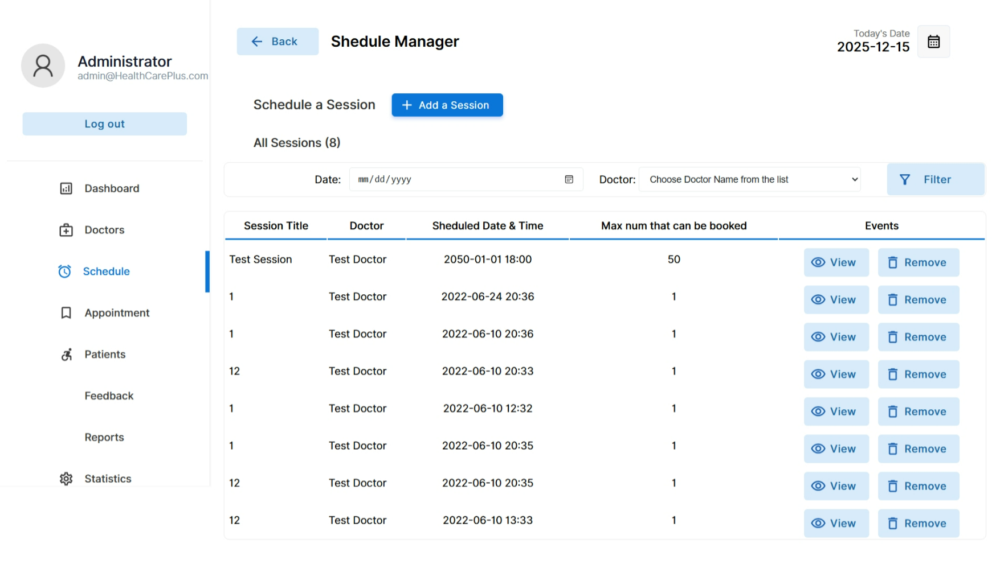 Administrator
admin@HealthCarePlus.com
Log out
Dashboard
Doctors
Schedule
Appointment
Patients
Feedback
Reports
Statistics
Back
Shedule Manager
Today's Date
2025-12-15
Schedule a Session
Add a Session
All Sessions (8)
Date: mm/dd/yyyy Doctor: Choose Doctor Name from the list Filter
Session Title Doctor Sheduled Date & Time Max num that can be booked Events
Test Session Test Doctor 2050-01-01 18:00 50 View Remove
1 Test Doctor 2022-06-24 20:36 1 View Remove
1 Test Doctor 2022-06-10 20:36 1 View Remove
12 Test Doctor 2022-06-10 20:33 1 View Remove
1 Test Doctor 2022-06-10 12:32 1 View Remove
1 Test Doctor 2022-06-10 20:35 1 View Remove
12 Test Doctor 2022-06-10 20:35 1 View Remove
12 Test Doctor 2022-06-10 13:33 1 View Remove